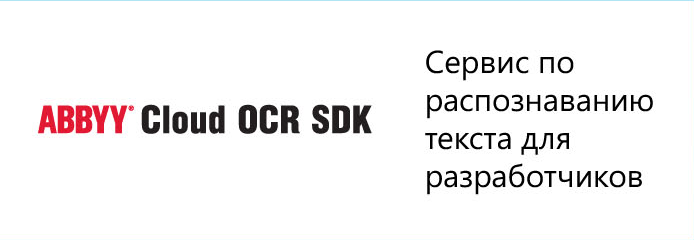 ABBYY® Cloud OCR SDK
Сервис по
распознаванию
текста для
разработчиков